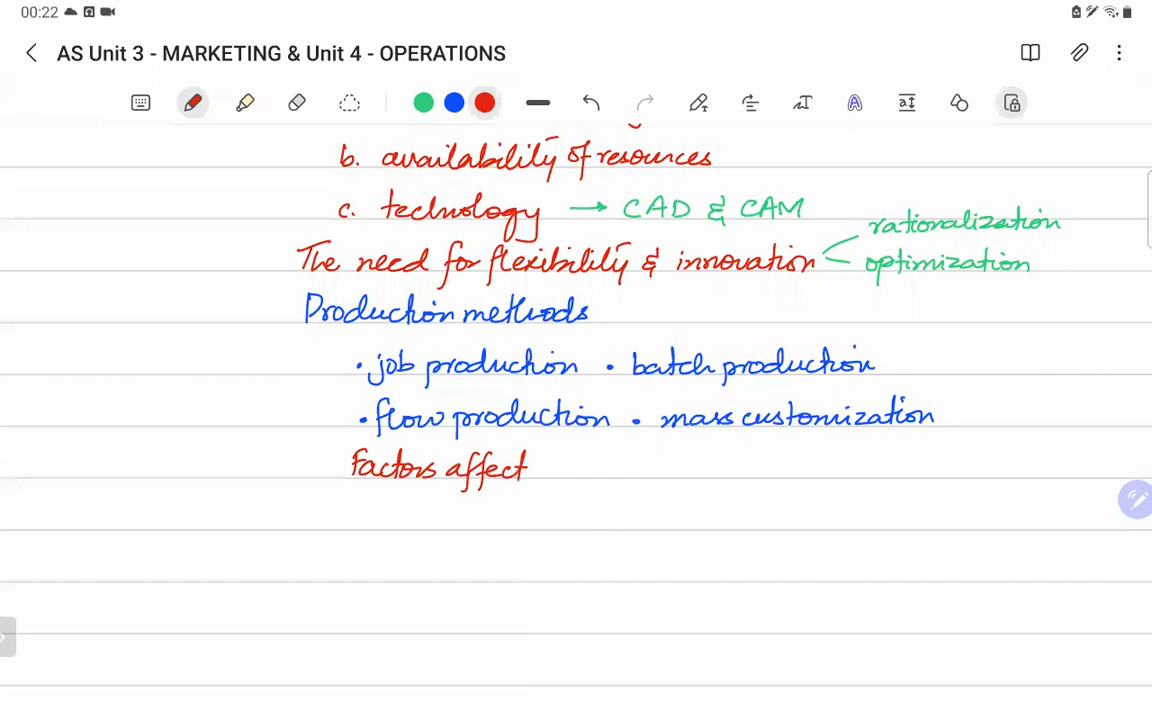 00:22
AS Unit 3 - MARKETING & Unit 4 - OPERATIONS
b. availability of resources
c. technology → CAD & CAM
rationalization
The need for flexibility & innovation
optimization
Production methods
· job production · batch production
· flow production · mass customization
Factors affect